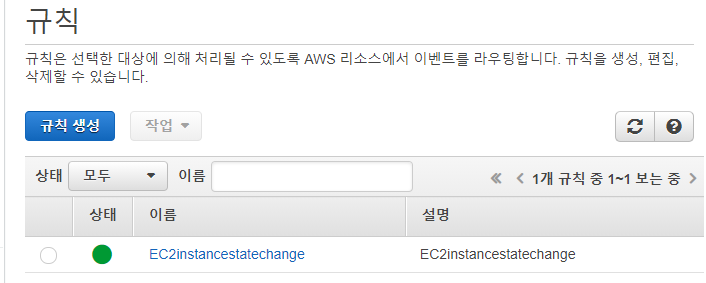 규칙
규칙은 선택한 대상에 의해 처리될 수 있도록 AWS 리소스에서 이벤트를 라우팅합니다. 규칙을 생성, 편집,
삭제할 수 있습니다.
규칙 생성 작업
상태 모두 이름 1개 규칙 중 1~1 보는 중
상태 이름 설명
EC2instancestatechange EC2instancestatechange